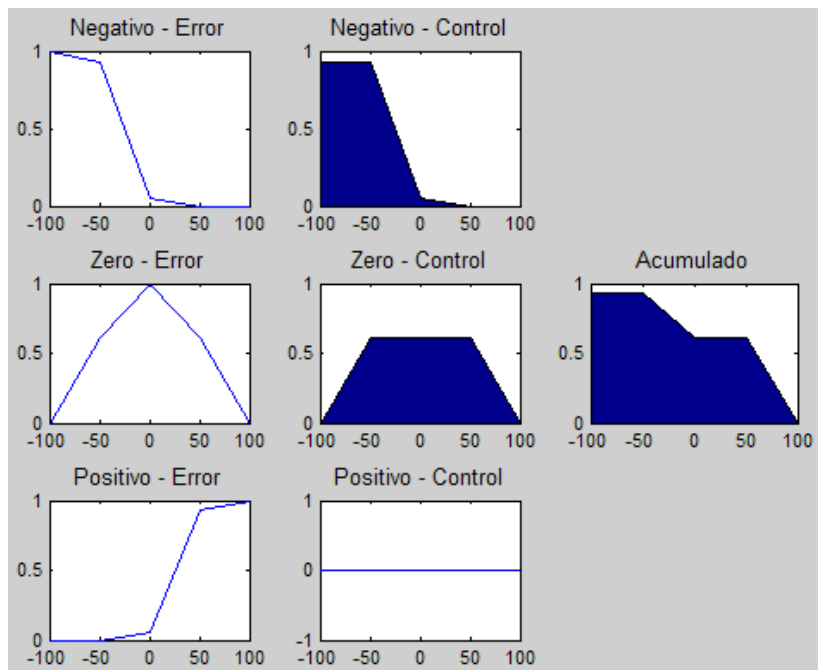 Negativo - Error
Negativo - Control
1
0.5
0
-100 -50 0 50 100
1
0.5
0
-100 -50 0 50 100
Zero - Error
Zero - Control
Acumulado
1
0.5
0
-100 -50 0 50 100
1
0.5
0
-100 -50 0 50 100
1
0.5
0
-100 -50 0 50 100
Positivo - Error
Positivo - Control
1
0.5
0
-100 -50 0 50 100
1
0
-1
-100 -50 0 50 100